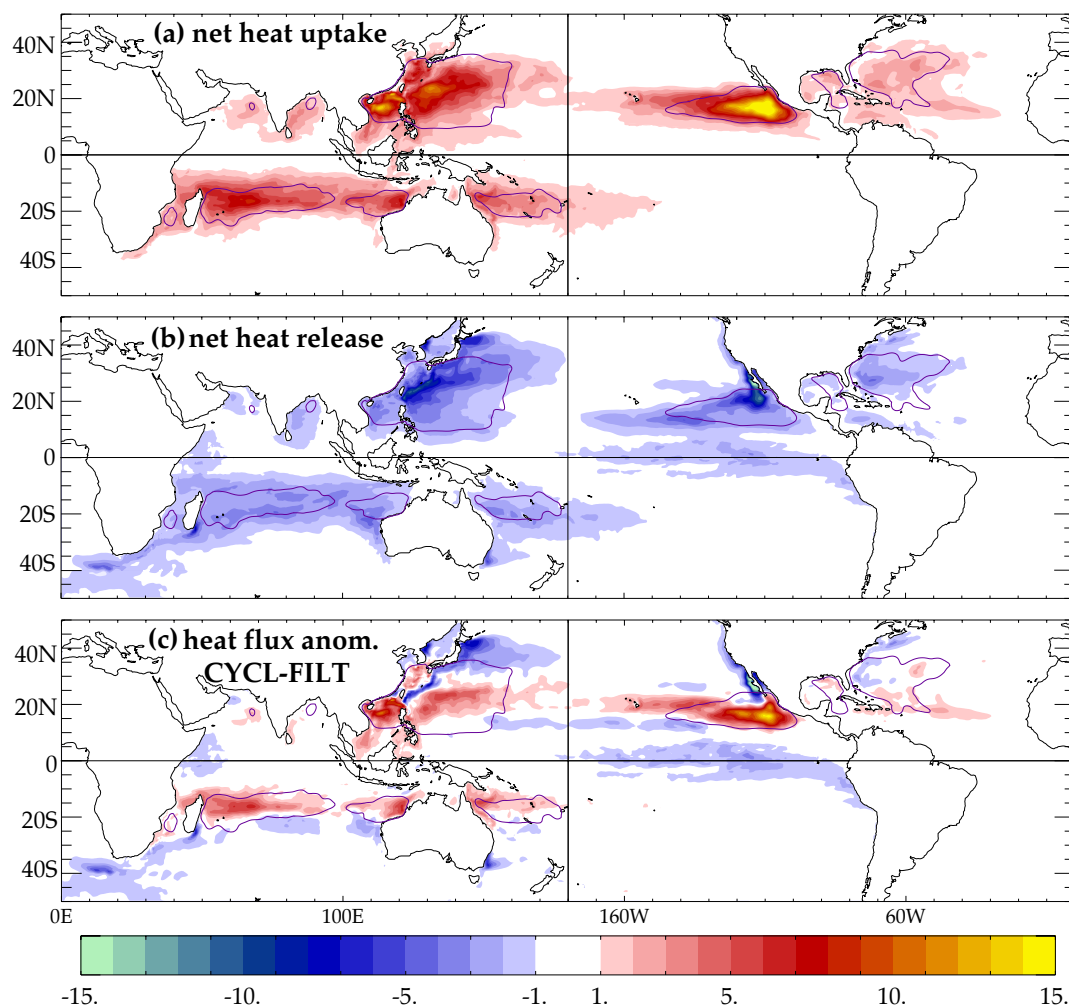 (a) net heat uptake
40N
20N
0
20S
40S
(b) net heat release
40N
20N
0
20S
40S
(c) heat flux anom.
CYCL-FILT
40N
20N
0
20S
40S
0E 100E 160W 60W
-15. -10. -5. -1. 1. 5. 10. 15.